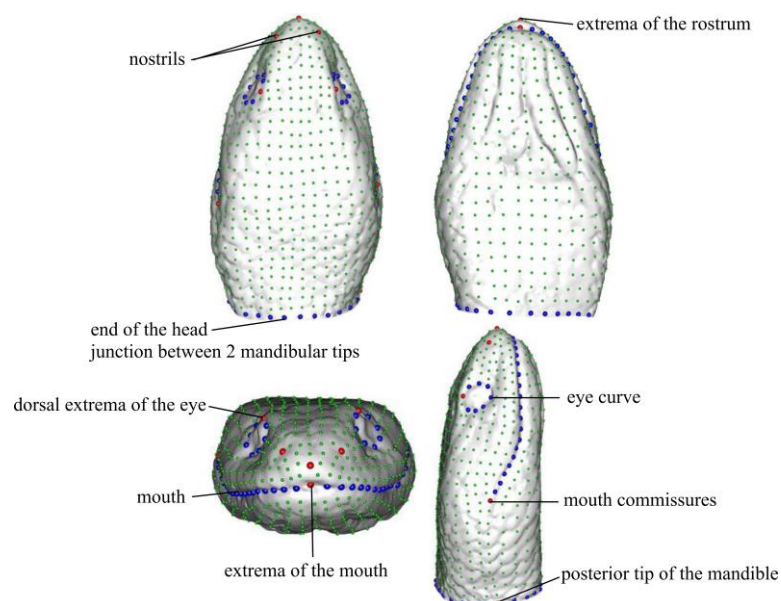 extrema of the rostrum
nostrils
end of the head
junction between 2 mandibular tips
dorsal extrema of the eye
eye curve
mouth
mouth commissures
extrema of the mouth
posterior tip of the mandible